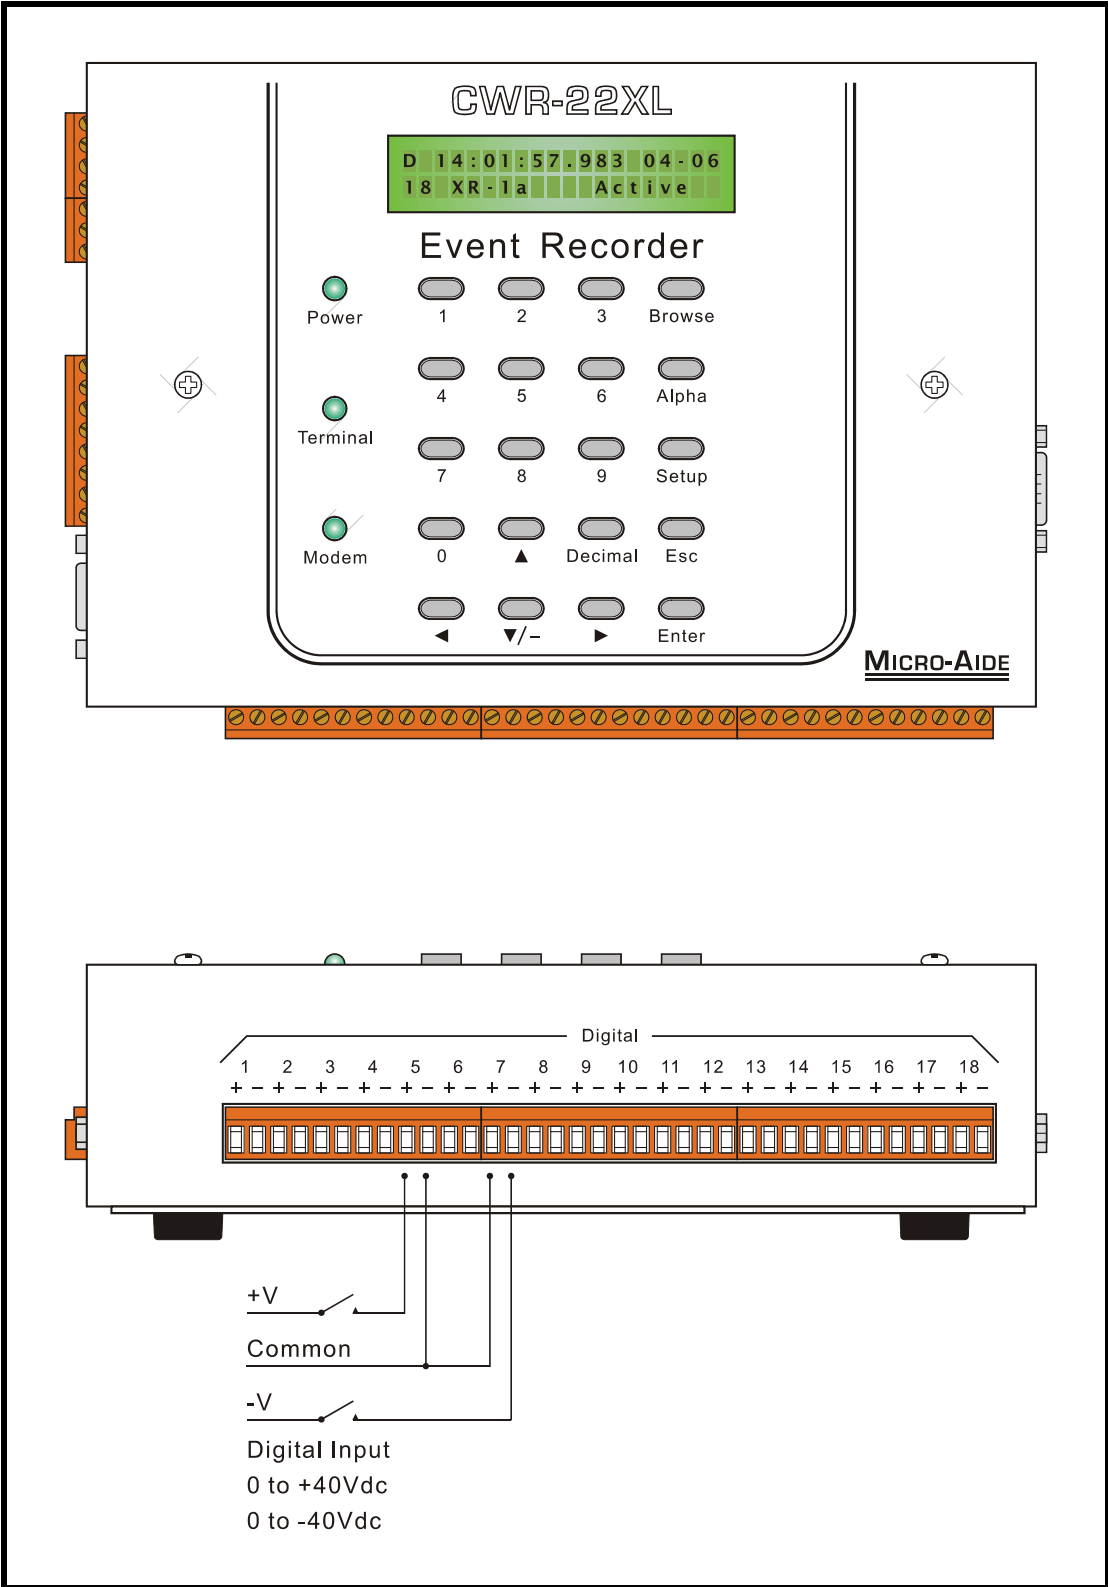 CWR-22XL
D 14:01:57.983 04-06
18 XR-1a Active
Event Recorder
Power
1 2 3 Browse
4 5 6 Alpha
Terminal
7 8 9 Setup
Modem
0 ▲ Decimal Esc
◀ ▼/− ▶ Enter
MICRO-AIDE
Digital
1 2 3 4 5 6 7 8 9 10 11 12 13 14 15 16 17 18
+ − + − + − + − + − + − + − + − + − + − + − + − + − + − + − + − + − + −
+V
Common
-V
Digital Input
0 to +40Vdc
0 to -40Vdc